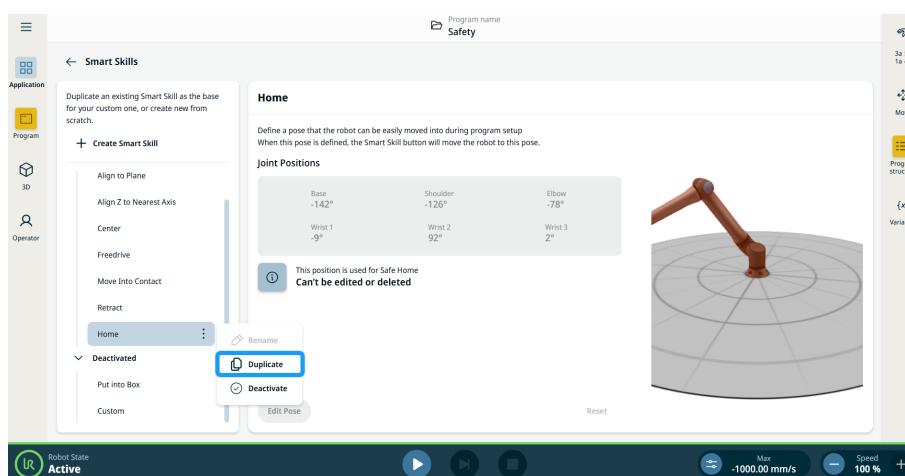 Program name
Safety
Smart Skills
Application
Program
3D
Operator
Duplicate an existing Smart Skill as the base
for your custom one, or create new from
scratch.
Create Smart Skill
Align to Plane
Align Z to Nearest Axis
Center
Freedrive
Move Into Contact
Retract
Home
Deactivated
Put into Box
Custom
Rename
Duplicate
Deactivate
Home
Define a pose that the robot can be easily moved into during program setup
When this pose is defined, the Smart Skill button will move the robot to this pose.
Joint Positions
Base Shoulder Elbow
-142° -126° -78°
Wrist 1 Wrist 2 Wrist 3
-9° 92° 2°
This position is used for Safe Home
Can't be edited or deleted
Edit Pose Reset
3a
1a
Mo
Prog
struc
{x
Varia
Robot State
Active
Max
-1000.00 mm/s
Speed
100 %